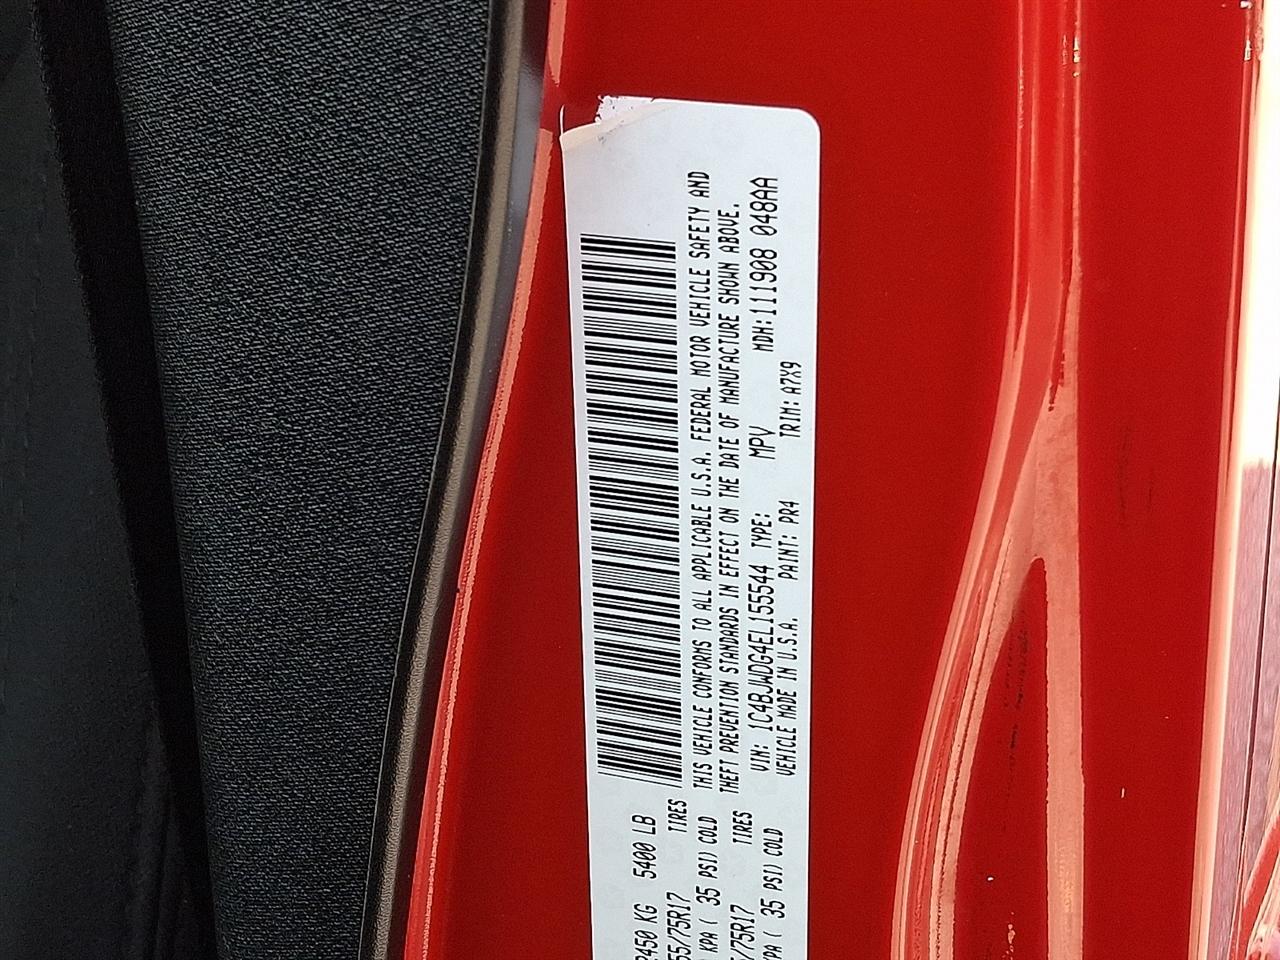 2450 KG 5400 LB
55/75R17 TIRES
KPA ( 35 PSI) COLD
/75R17 TIRES
KPA ( 35 PSI) COLD
THIS VEHICLE CONFORMS TO ALL APPLICABLE U.S.A. FEDERAL MOTOR VEHICLE SAFETY AND
THEFT PREVENTION STANDARDS IN EFFECT ON THE DATE OF MANUFACTURE SHOWN ABOVE.
VIN: 1C4BJWDG4EL155544 TYPE: MPV MDH:111908 048AA
VEHICLE MADE IN U.S.A. PAINT: PR4 TRIM: A7X9